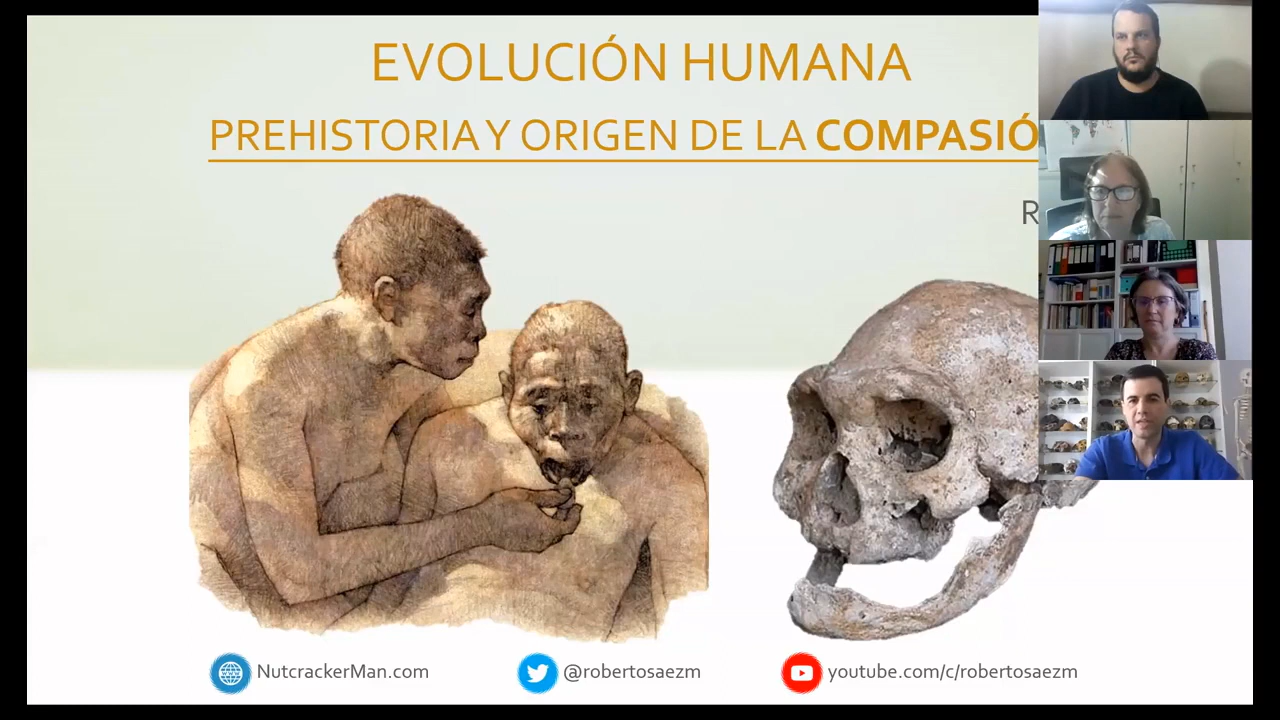 EVOLUCIÓN HUMANA
PREHISTORIA Y ORIGEN DE LA COMPASIÓ
R
NutcrackerMan.com
@robertosaezm
youtube.com/c/robertosaezm